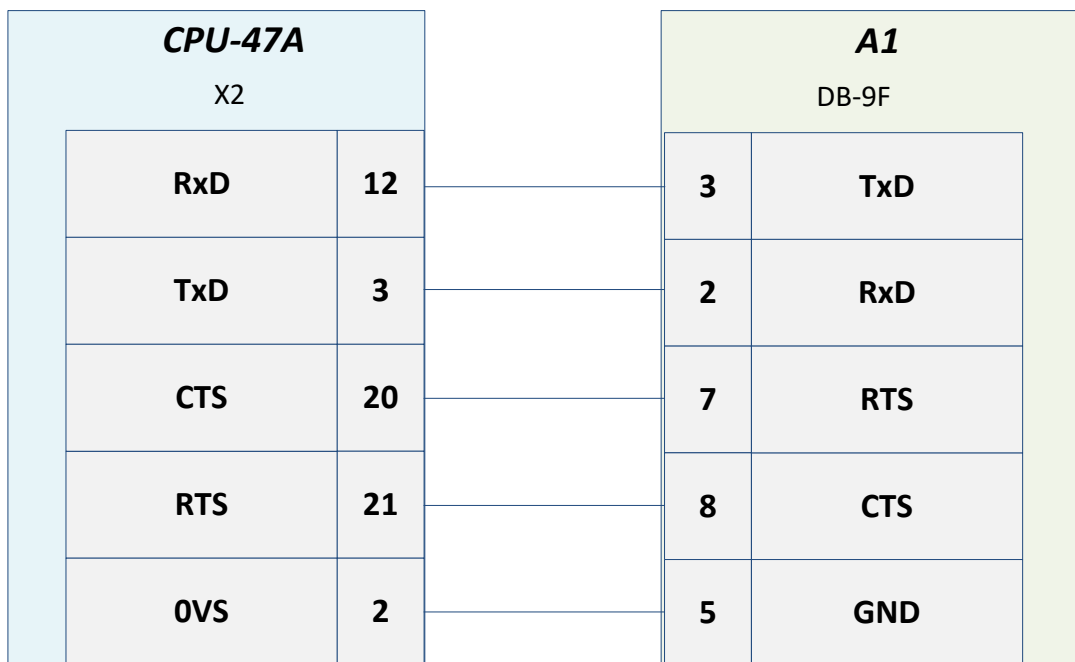 CPU-47A A1
X2 DB-9F
RxD 12 3 TxD
TxD 3 2 RxD
CTS 20 7 RTS
RTS 21 8 CTS
0VS 2 5 GND